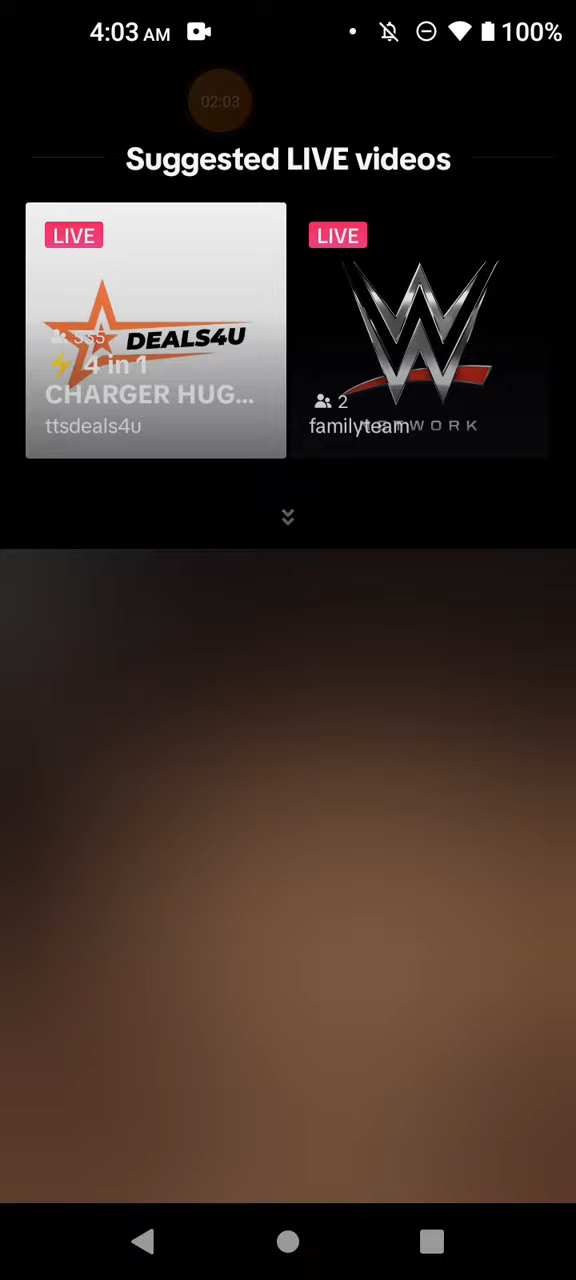 4:03 AM 100%
02:03
Suggested LIVE videos
LIVE
DEALS4U
335
⚡ 4 in 1
CHARGER HUG...
ttsdeals4u
LIVE
2
familyteam